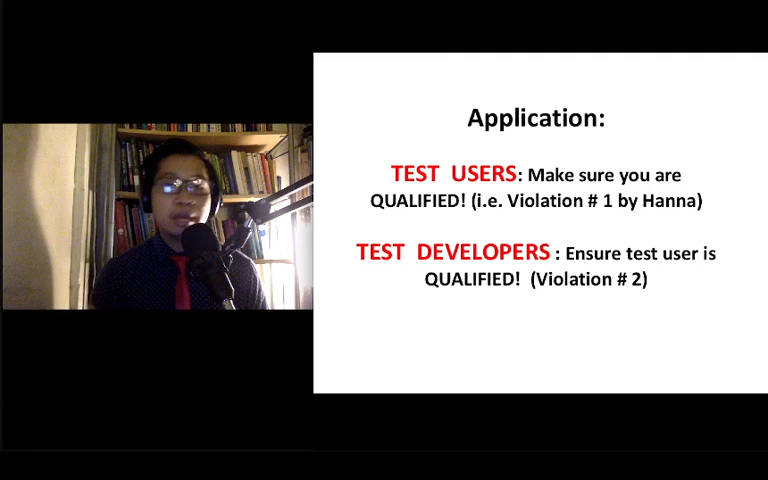 Application:
TEST USERS: Make sure you are
QUALIFIED! (i.e. Violation # 1 by Hanna)
TEST DEVELOPERS : Ensure test user is
QUALIFIED! (Violation # 2)